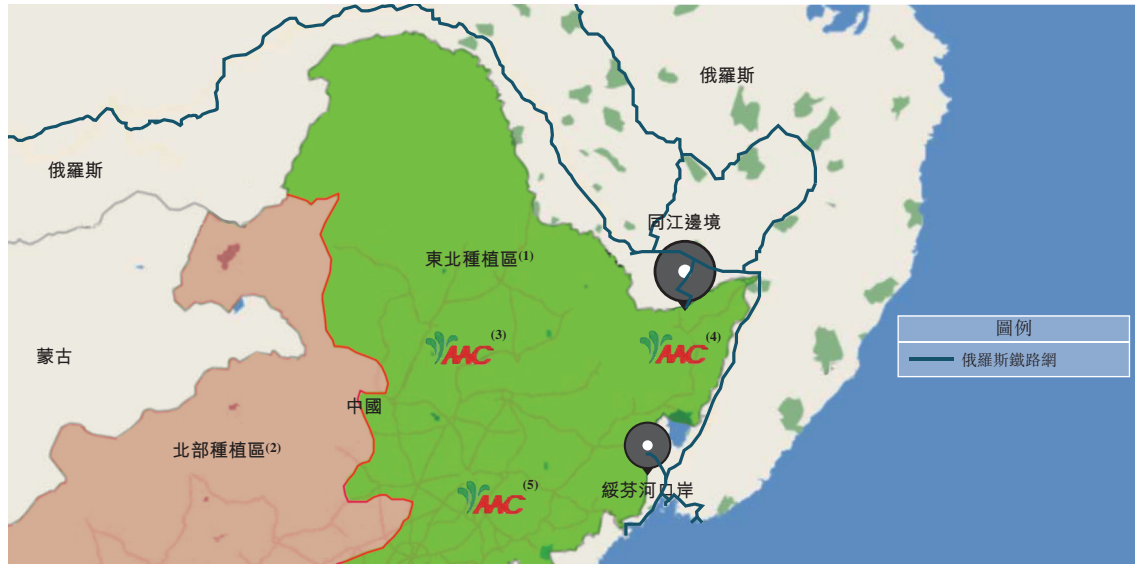 俄羅斯
俄羅斯
同江邊境
東北種植區(1)
AAC(3)
AAC(4)
圖例
俄羅斯鐵路網
蒙古
中國
北部種植區(2)
AAC(5)
綏芬河口岸